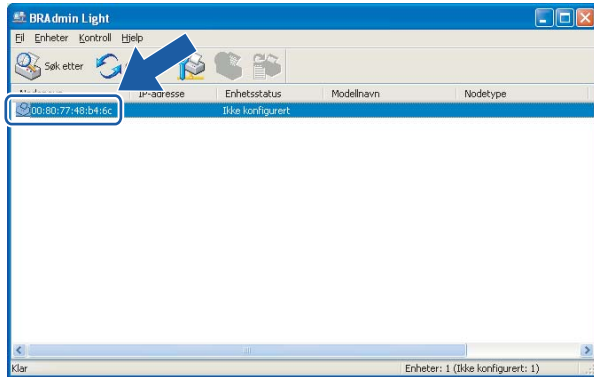 BRAdmin Light
Fil Enheter Kontroll Hjelp
Søk etter
IP-adresse Enhetsstatus Modellnavn Nodetype
00:80:77:48:b4:6c Ikke konfigurert
Klar Enheter: 1 (Ikke konfigurert: 1)